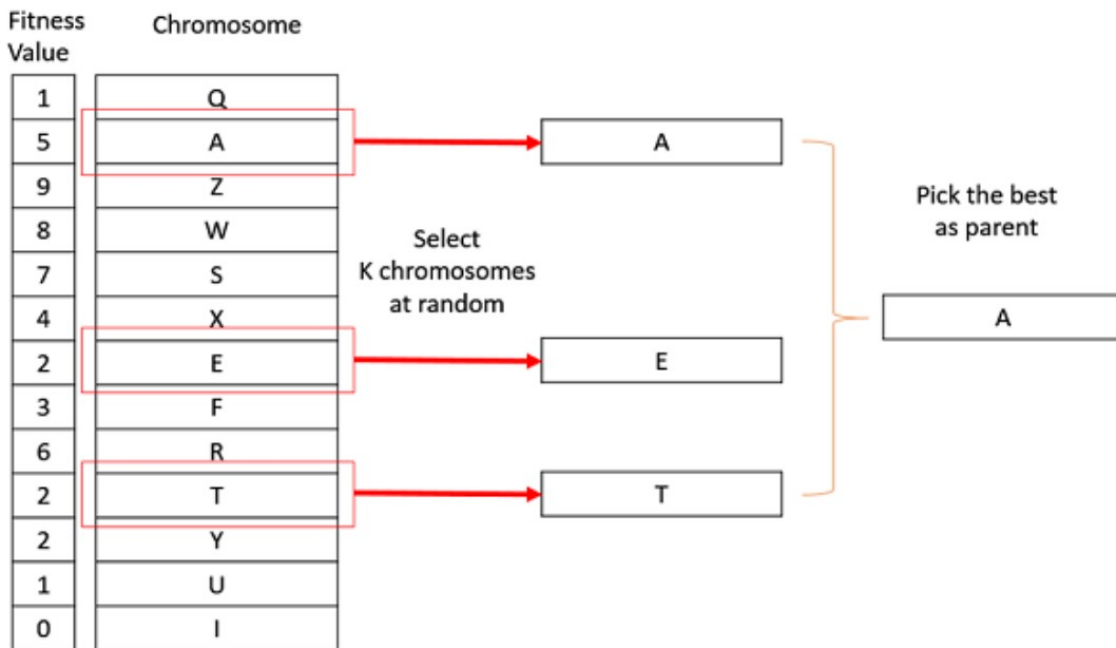 Fitness
Value
Chromosome
1 Q
5 A
A
9 Z
8 W
7 S
4 X
2 E
3 F
6 R
2 T
2 Y
1 U
0 I
Select
K chromosomes
at random
E
T
Pick the best
as parent
A